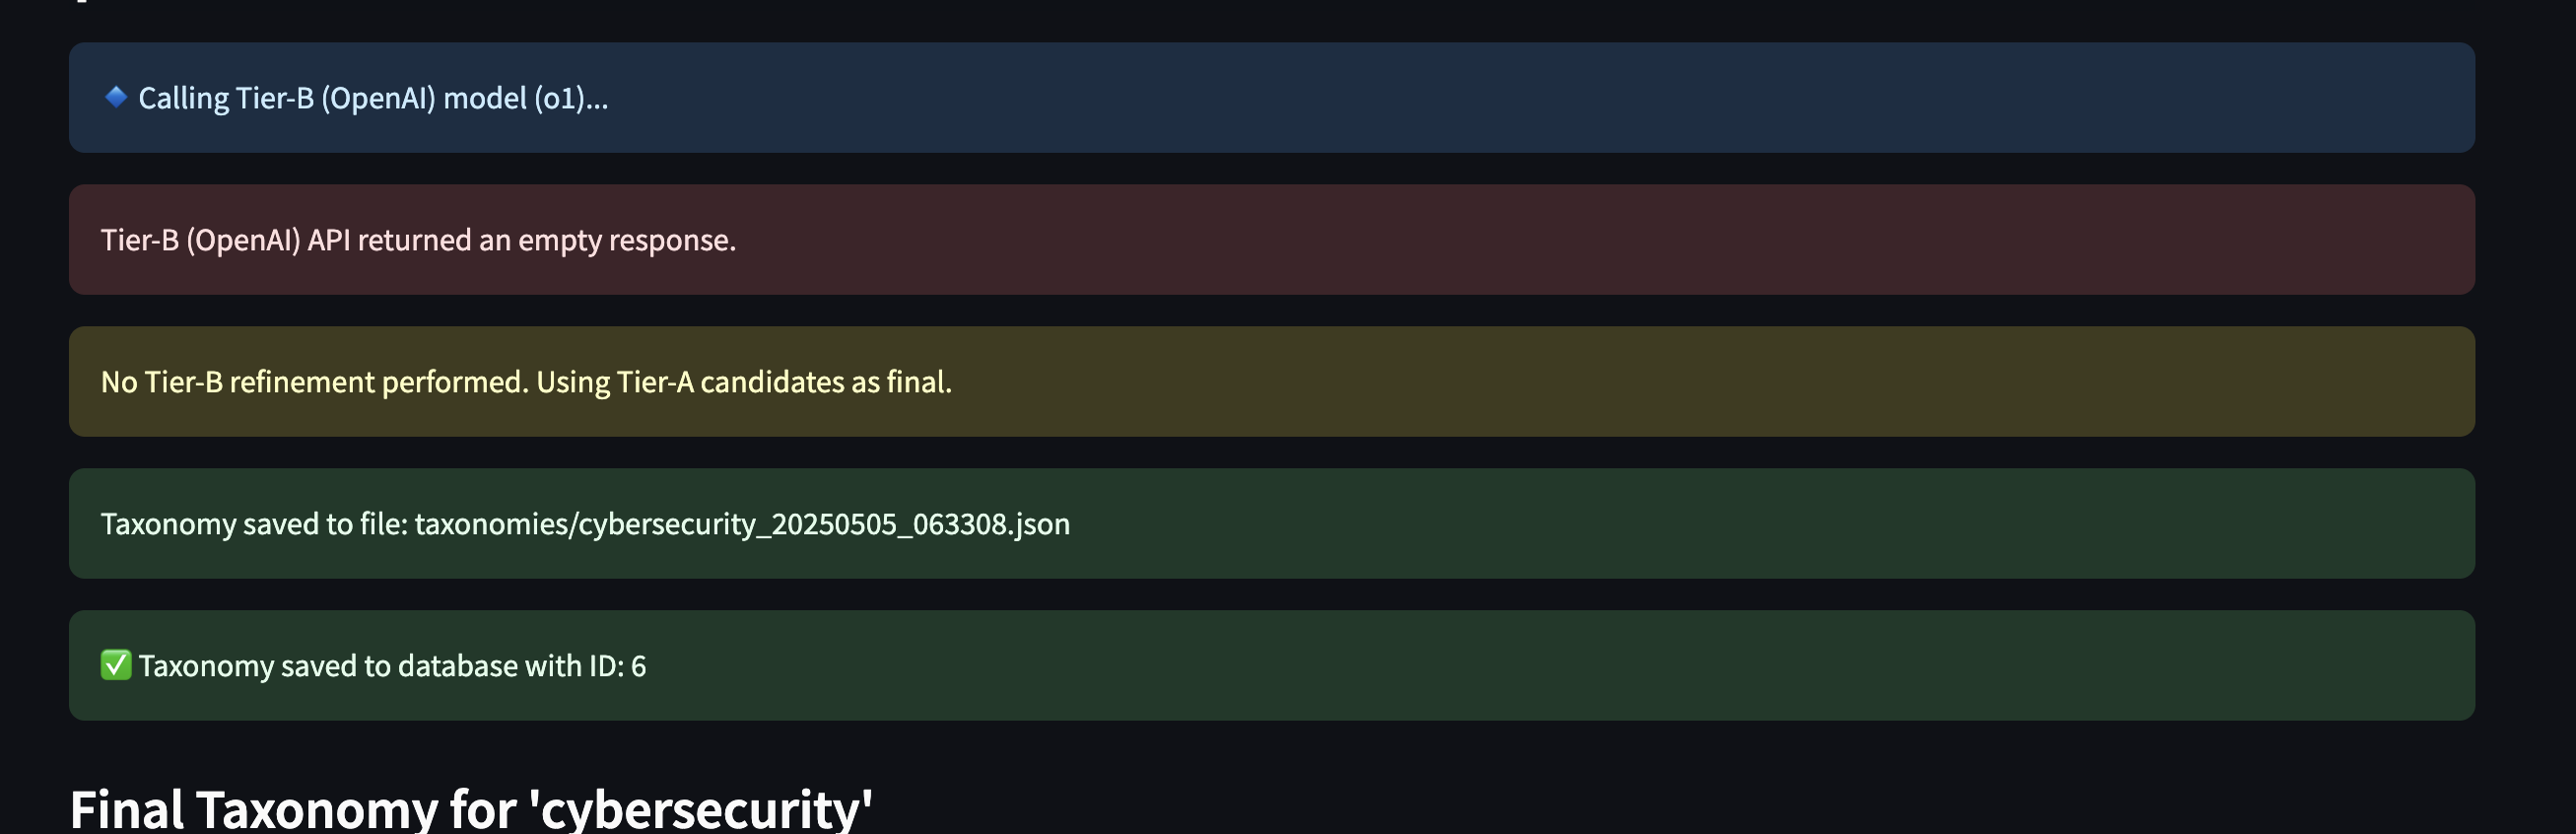 🔹 Calling Tier-B (OpenAI) model (o1)...
Tier-B (OpenAI) API returned an empty response.
No Tier-B refinement performed. Using Tier-A candidates as final.
Taxonomy saved to file: taxonomies/cybersecurity_20250505_063308.json
✅ Taxonomy saved to database with ID: 6
Final Taxonomy for 'cybersecurity'